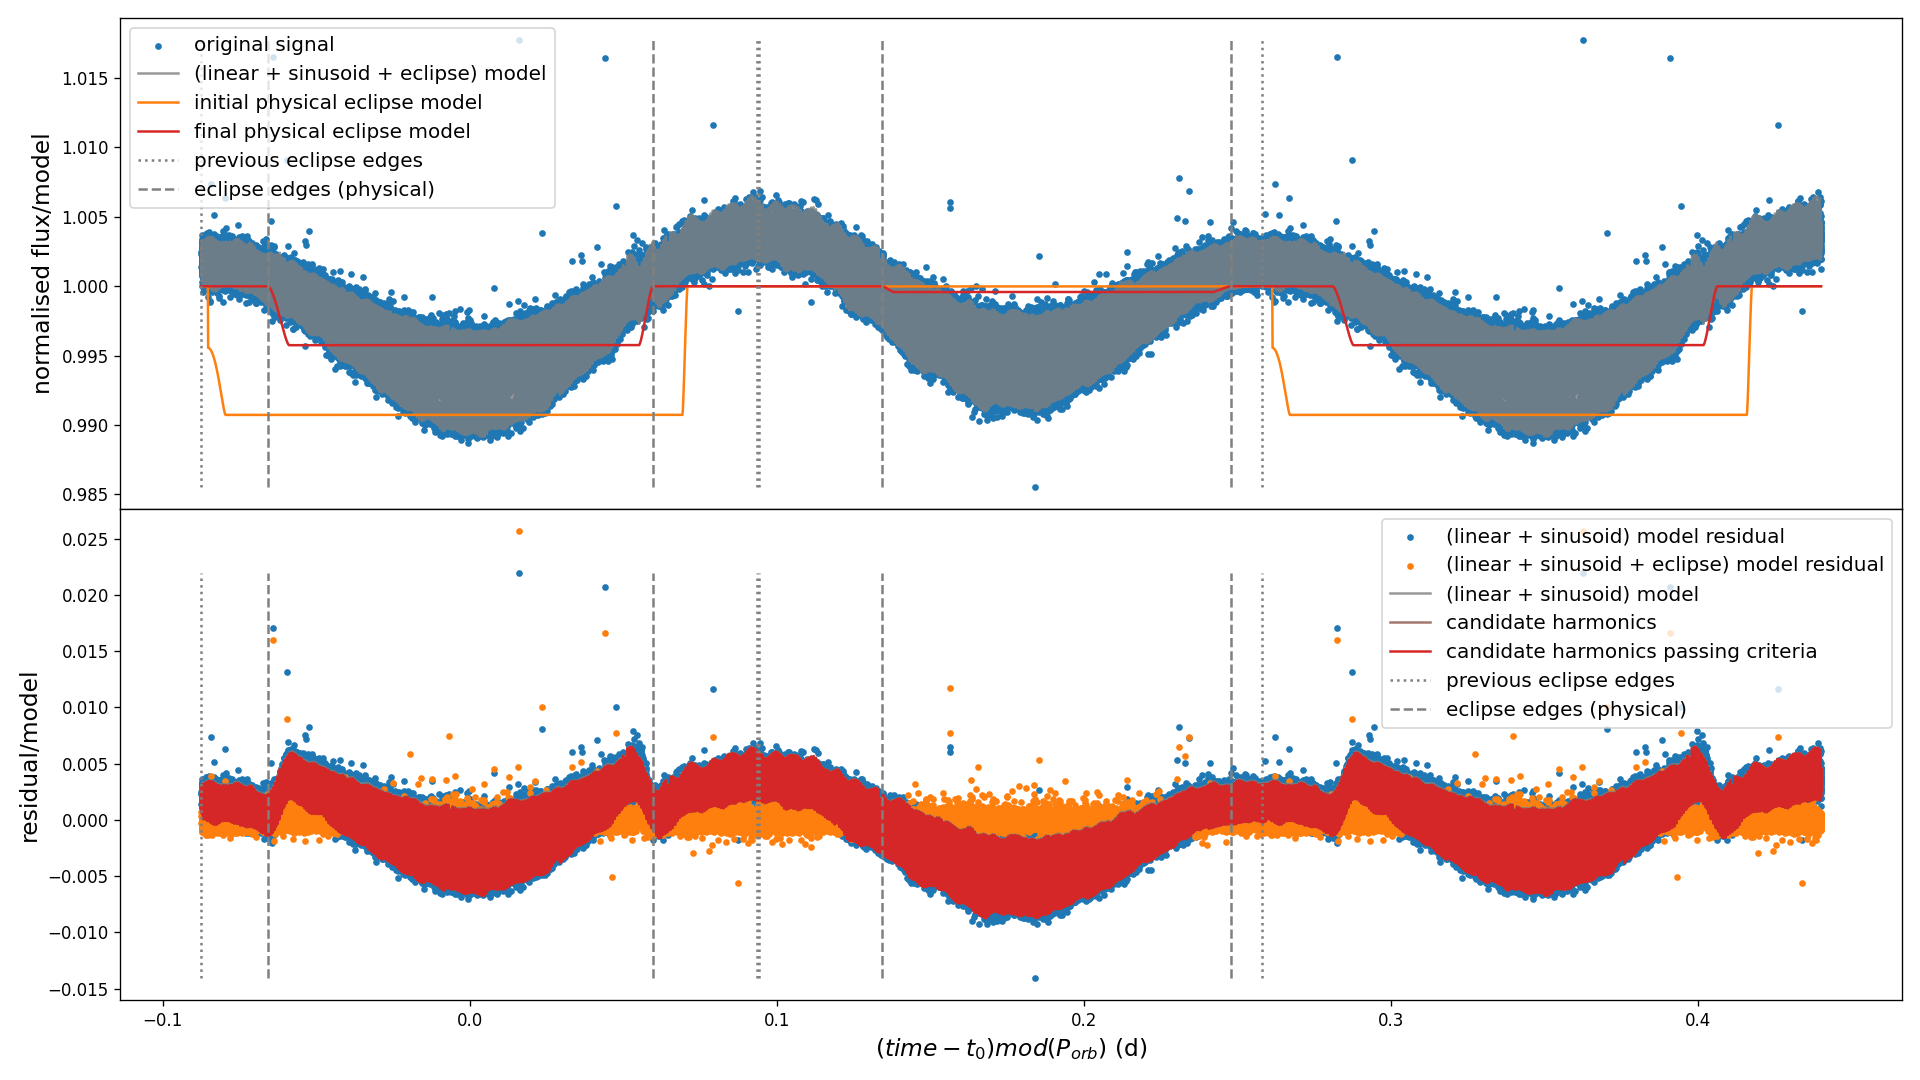 original signal
(linear + sinusoid + eclipse) model
initial physical eclipse model
final physical eclipse model
previous eclipse edges
eclipse edges (physical)
normalised flux/model
1.015
1.010
1.005
1.000
0.995
0.990
0.985
(linear + sinusoid) model residual
(linear + sinusoid + eclipse) model residual
(linear + sinusoid) model
candidate harmonics
candidate harmonics passing criteria
previous eclipse edges
eclipse edges (physical)
residual/model
0.025
0.020
0.015
0.010
0.005
0.000
−0.005
−0.010
−0.015
−0.1 0.0 0.1 0.2 0.3 0.4
(time − t₀)mod(Pₒᵣb) (d)